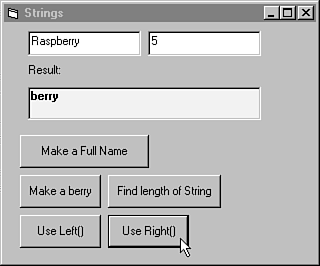 Strings
Raspberry 5
Result:
berry
Make a Full Name
Make a berry Find length of String
Use Left() Use Right()